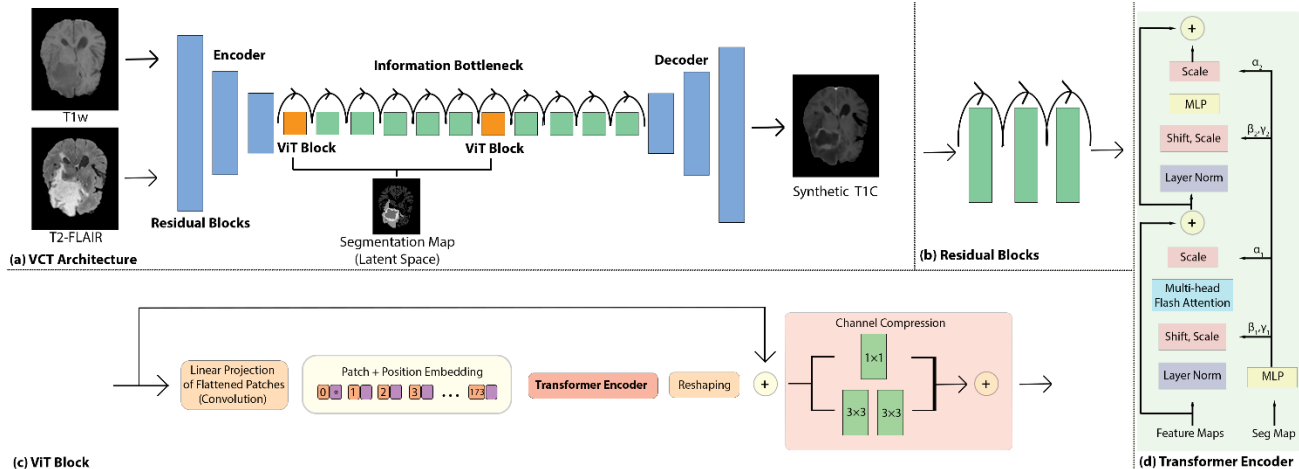 T1w
T2-FLAIR
Encoder
Residual Blocks
Information Bottleneck
ViT Block
ViT Block
Segmentation Map
(Latent Space)
Decoder
Synthetic T1C
(a) VCT Architecture
(b) Residual Blocks
Linear Projection
of Flattened Patches
(Convolution)
Patch + Position Embedding
0 * 1 2 3 ... 173
Transformer Encoder
Reshaping
+
Channel Compression
1×1
3×3 3×3
+
(c) ViT Block
+
Scale
α2
MLP
Shift, Scale
β2,γ2
Layer Norm
+
Scale
α1
Multi-head
Flash Attention
Shift, Scale
β1,γ1
Layer Norm
MLP
Feature Maps
Seg Map
(d) Transformer Encoder